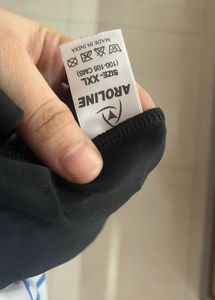 AROLINE
SIZE: XXL
(100-105 CMS)
MADE IN INDIA